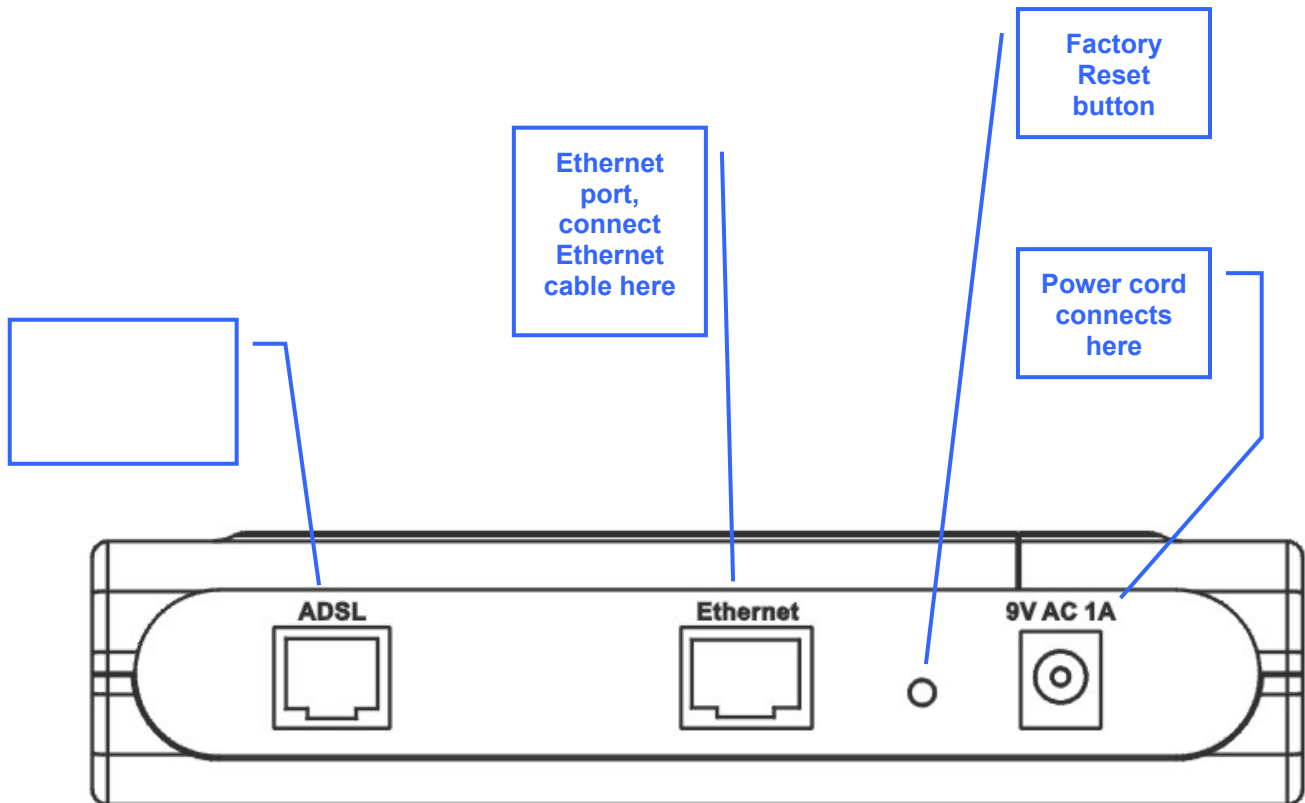 Factory
Reset
button
Ethernet
port,
connect
Ethernet
cable here
Power cord
connects
here
ADSL
Ethernet
9V AC 1A